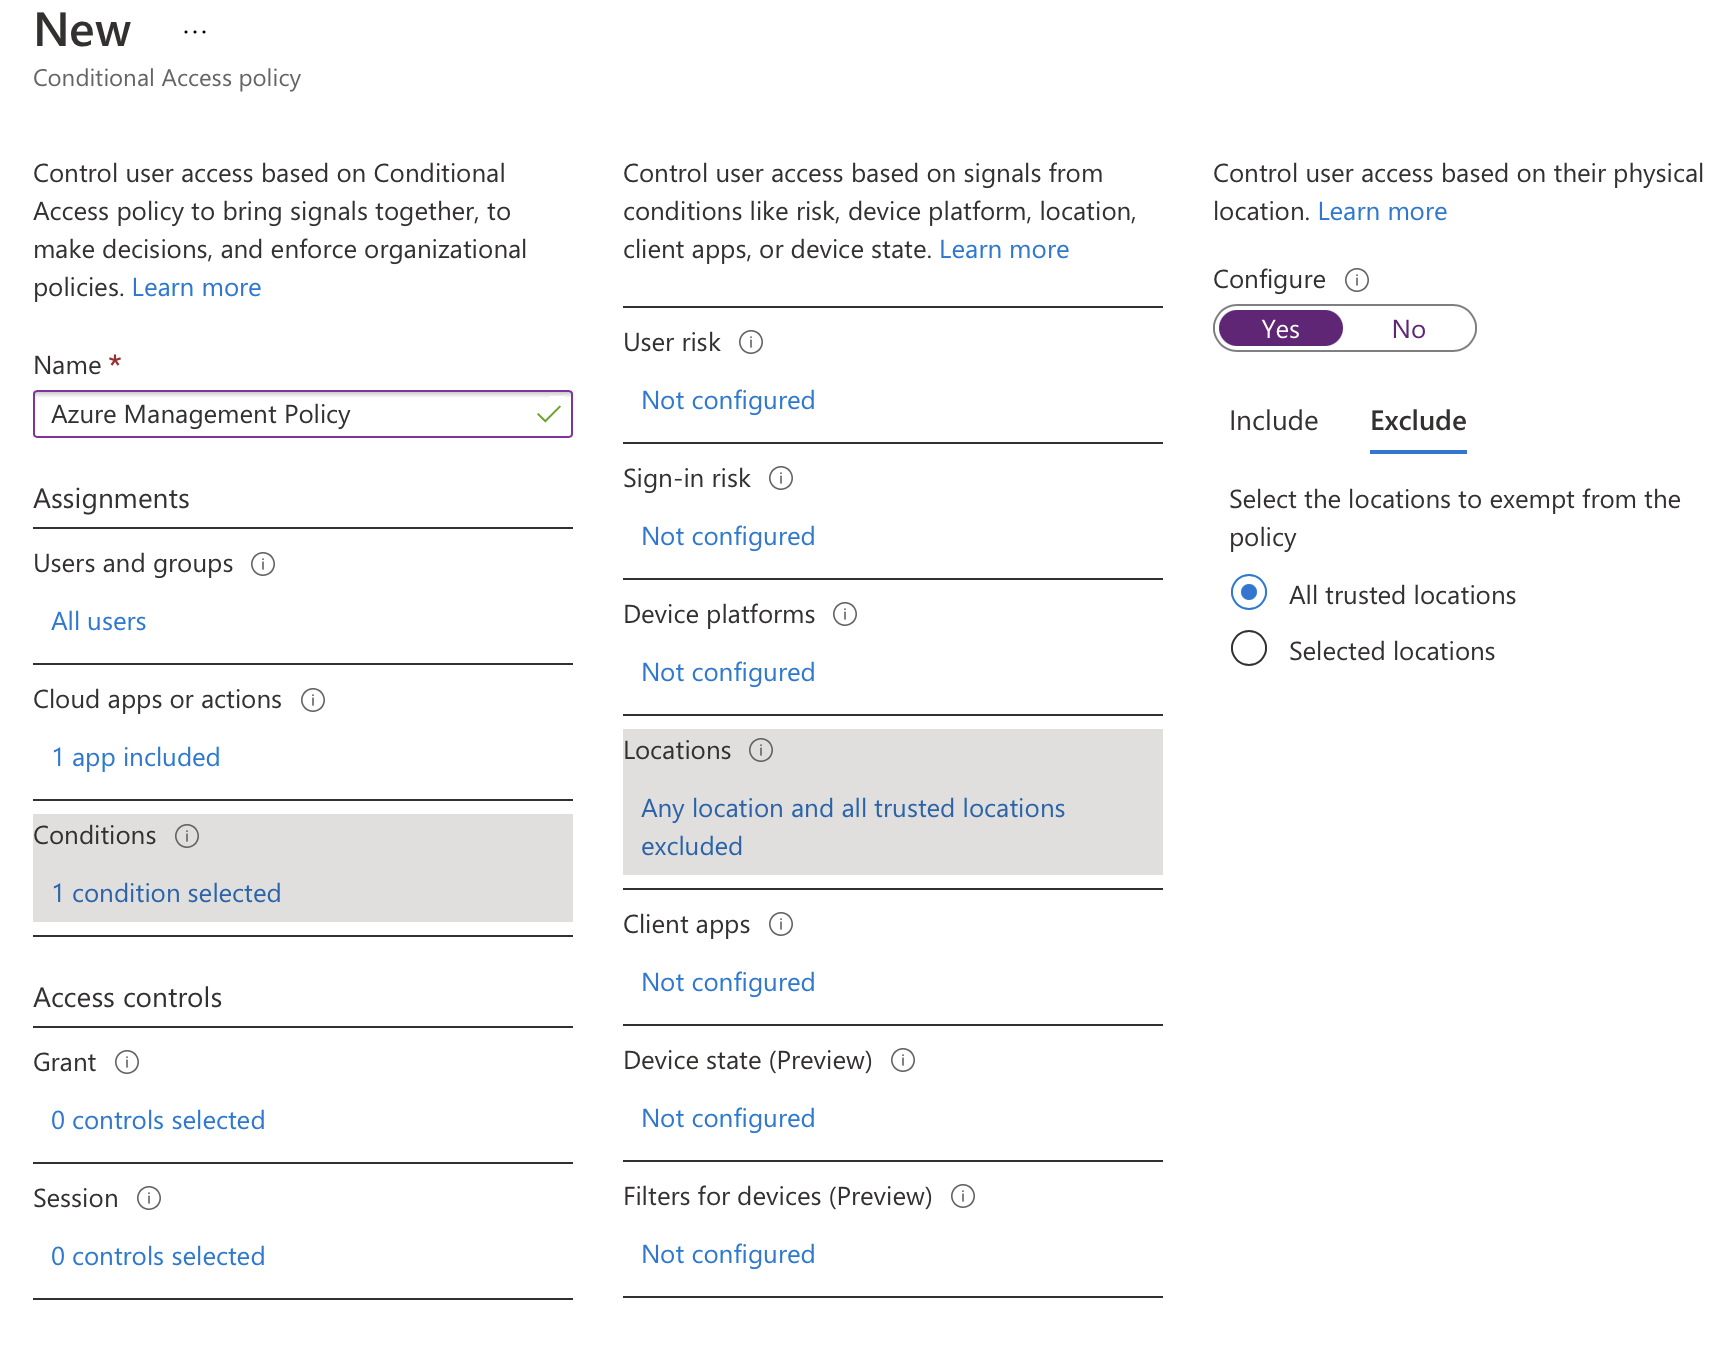 New ...
Conditional Access policy
Control user access based on Conditional
Access policy to bring signals together, to
make decisions, and enforce organizational
policies. Learn more
Name *
Azure Management Policy
Assignments
Users and groups
All users
Cloud apps or actions
1 app included
Conditions
1 condition selected
Access controls
Grant
0 controls selected
Session
0 controls selected
Control user access based on signals from
conditions like risk, device platform, location,
client apps, or device state. Learn more
User risk
Not configured
Sign-in risk
Not configured
Device platforms
Not configured
Locations
Any location and all trusted locations
excluded
Client apps
Not configured
Device state (Preview)
Not configured
Filters for devices (Preview)
Not configured
Control user access based on their physical
location. Learn more
Configure
Yes No
Include Exclude
Select the locations to exempt from the
policy
All trusted locations
Selected locations